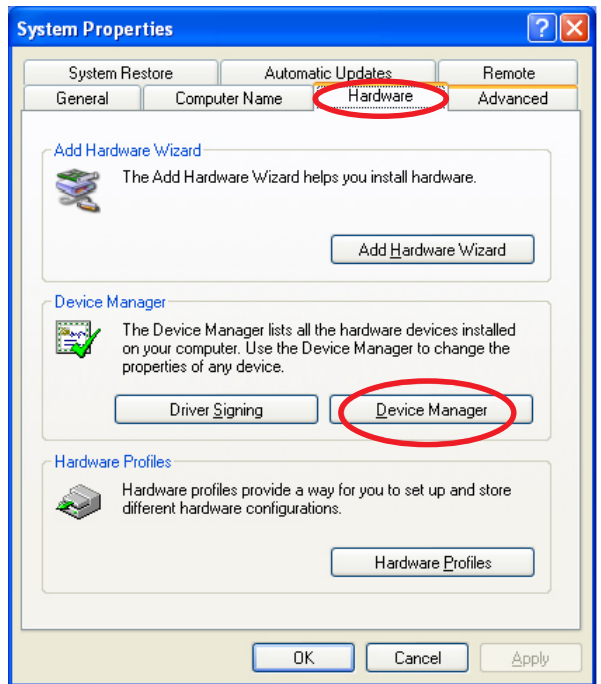 System Properties
System Restore Automatic Updates Remote
General Computer Name Hardware Advanced
Add Hardware Wizard
The Add Hardware Wizard helps you install hardware.
Add Hardware Wizard
Device Manager
The Device Manager lists all the hardware devices installed
on your computer. Use the Device Manager to change the
properties of any device.
Driver Signing Device Manager
Hardware Profiles
Hardware profiles provide a way for you to set up and store
different hardware configurations.
Hardware Profiles
OK Cancel Apply